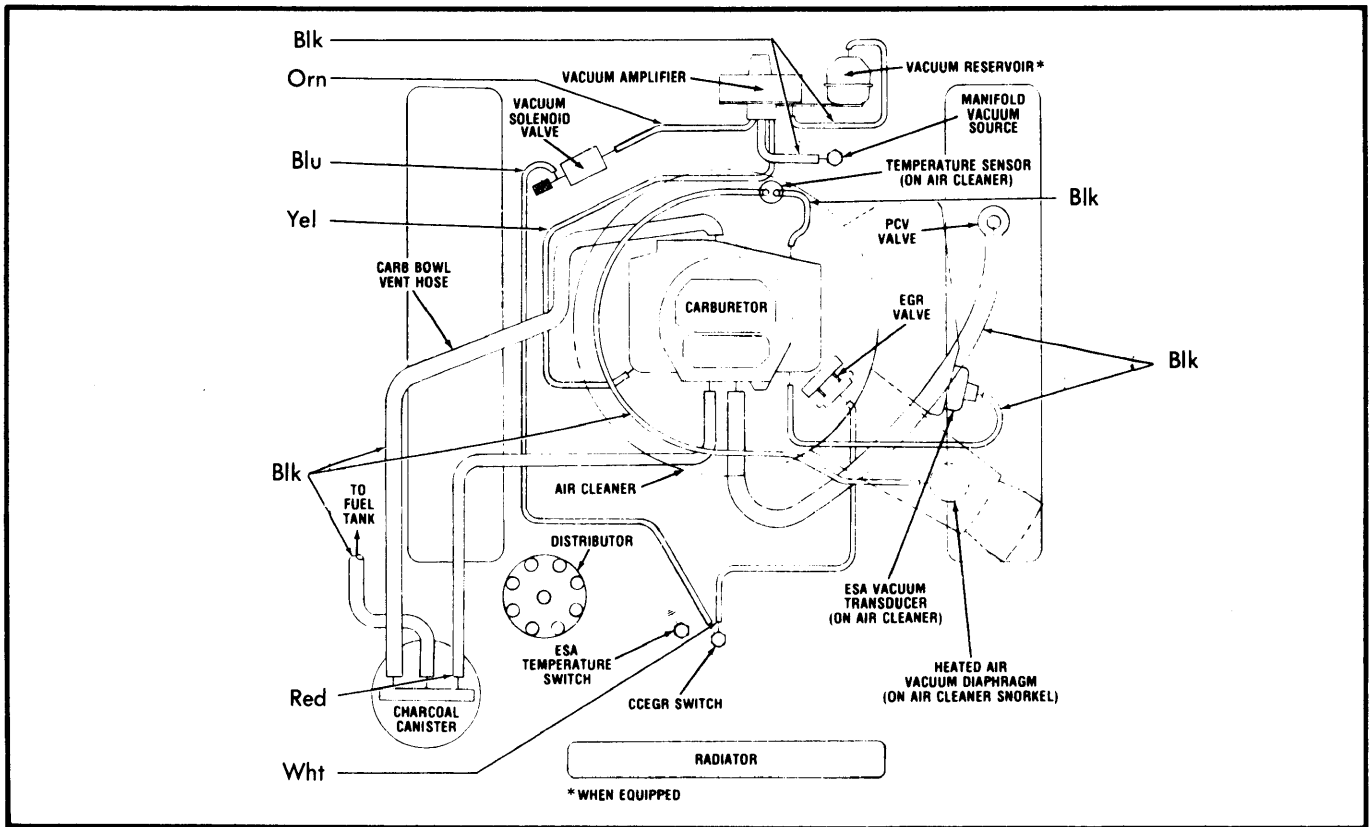 Blk
Orn
VACUUM AMPLIFIER
VACUUM RESERVOIR*
VACUUM
SOLENOID
VALVE
MANIFOLD
VACUUM
SOURCE
Blu
TEMPERATURE SENSOR
(ON AIR CLEANER)
Blk
Yel
PCV
VALVE
CARB BOWL
VENT HOSE
CARBURETOR
EGR
VALVE
Blk
Blk
TO
FUEL
TANK
AIR CLEANER
DISTRIBUTOR
ESA VACUUM
TRANSDUCER
(ON AIR CLEANER)
ESA
TEMPERATURE
SWITCH
CCEGR SWITCH
HEATED AIR
VACUUM DIAPHRAGM
(ON AIR CLEANER SNORKEL)
Red
CHARCOAL
CANISTER
Wht
RADIATOR
*WHEN EQUIPPED